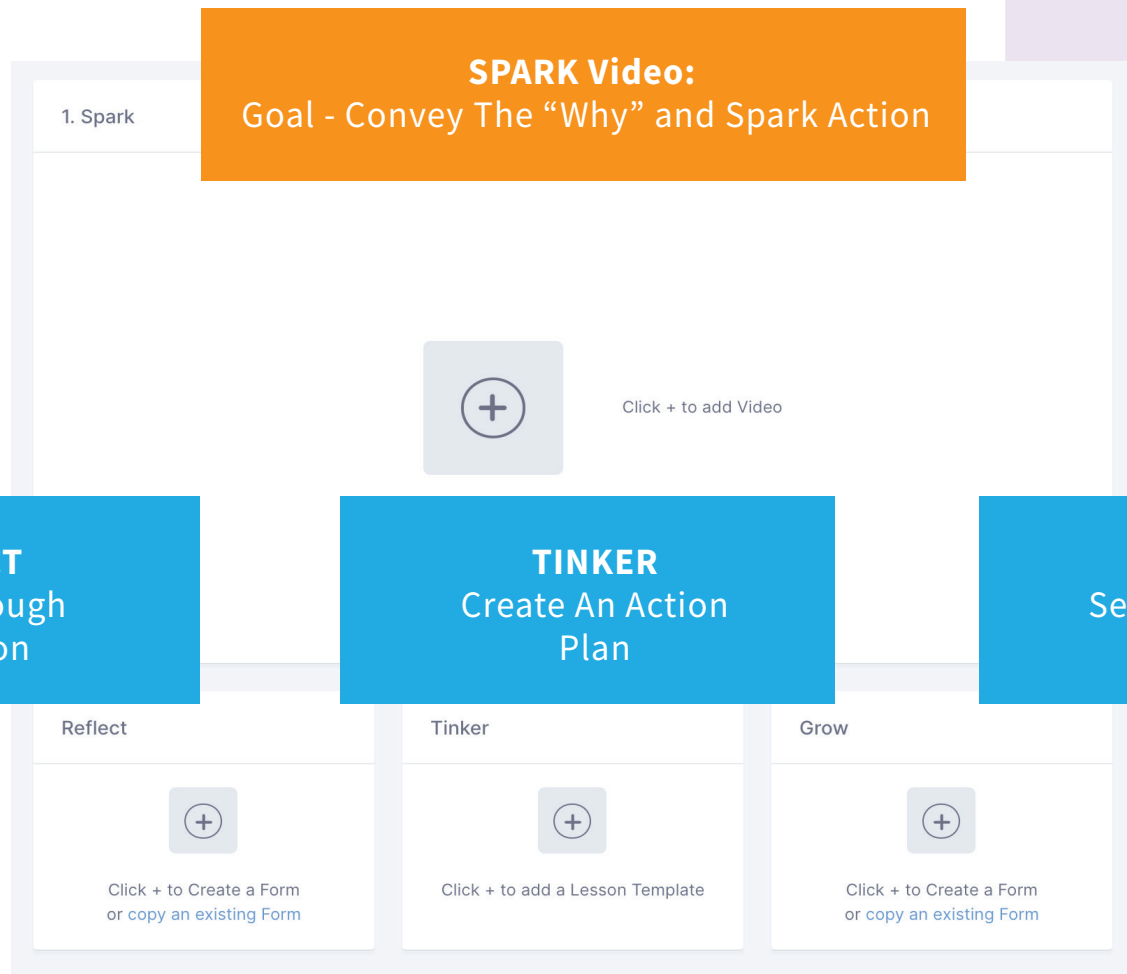 SPARK Video:
Goal - Convey The “Why” and Spark Action
1. Spark
Click + to add Video
TINKER
Create An Action
Plan
Reflect
Click + to Create a Form
or copy an existing Form
Tinker
Click + to add a Lesson Template
Grow
Click + to Create a Form
or copy an existing Form